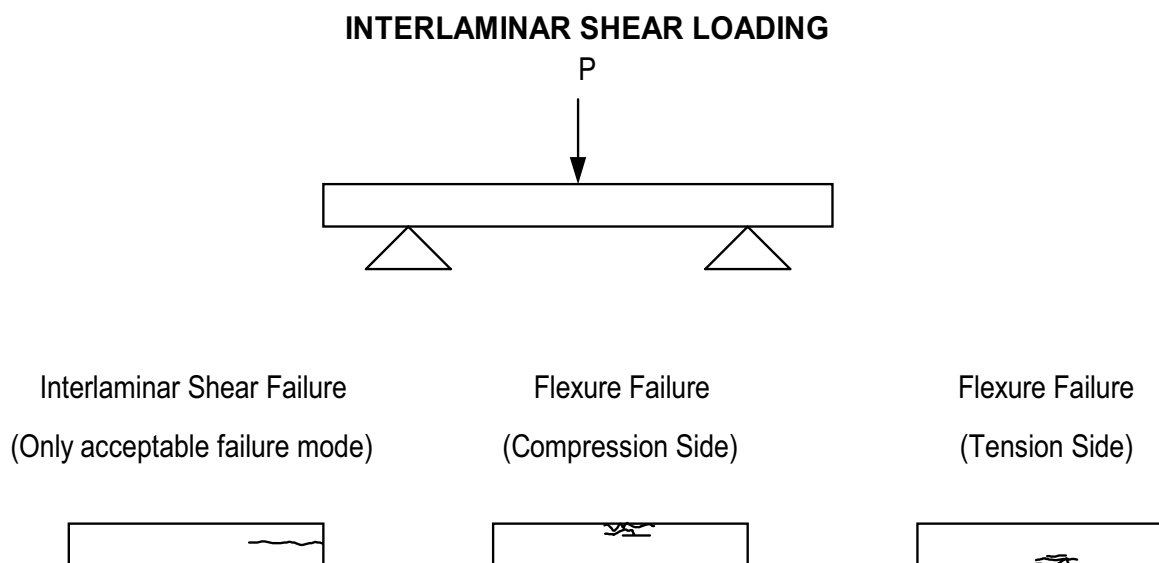 INTERLAMINAR SHEAR LOADING
P
Interlaminar Shear Failure
(Only acceptable failure mode)
Flexure Failure
(Compression Side)
Flexure Failure
(Tension Side)